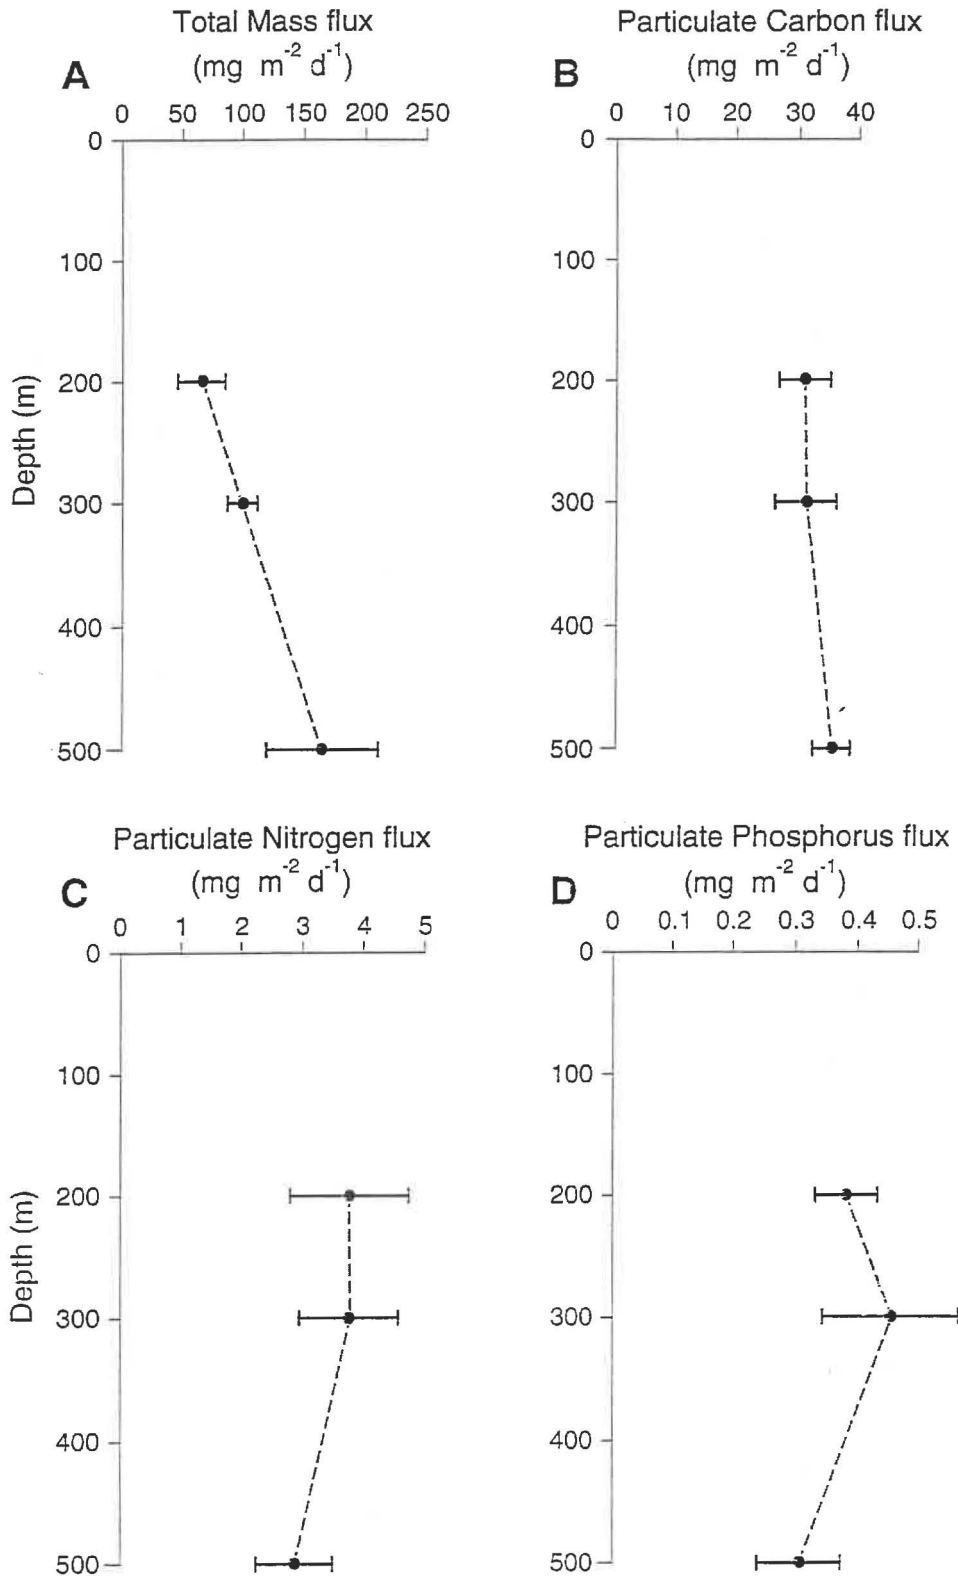 Total Mass flux
(mg m-2 d-1)
A
0 50 100 150 200 250
0
100
200
300
400
500
Depth (m)
Particulate Carbon flux
(mg m-2 d-1)
B
0 10 20 30 40
0
100
200
300
400
500
Particulate Nitrogen flux
(mg m-2 d-1)
C
0 1 2 3 4 5
0
100
200
300
400
500
Depth (m)
Particulate Phosphorus flux
(mg m-2 d-1)
D
0 0.1 0.2 0.3 0.4 0.5
0
100
200
300
400
500